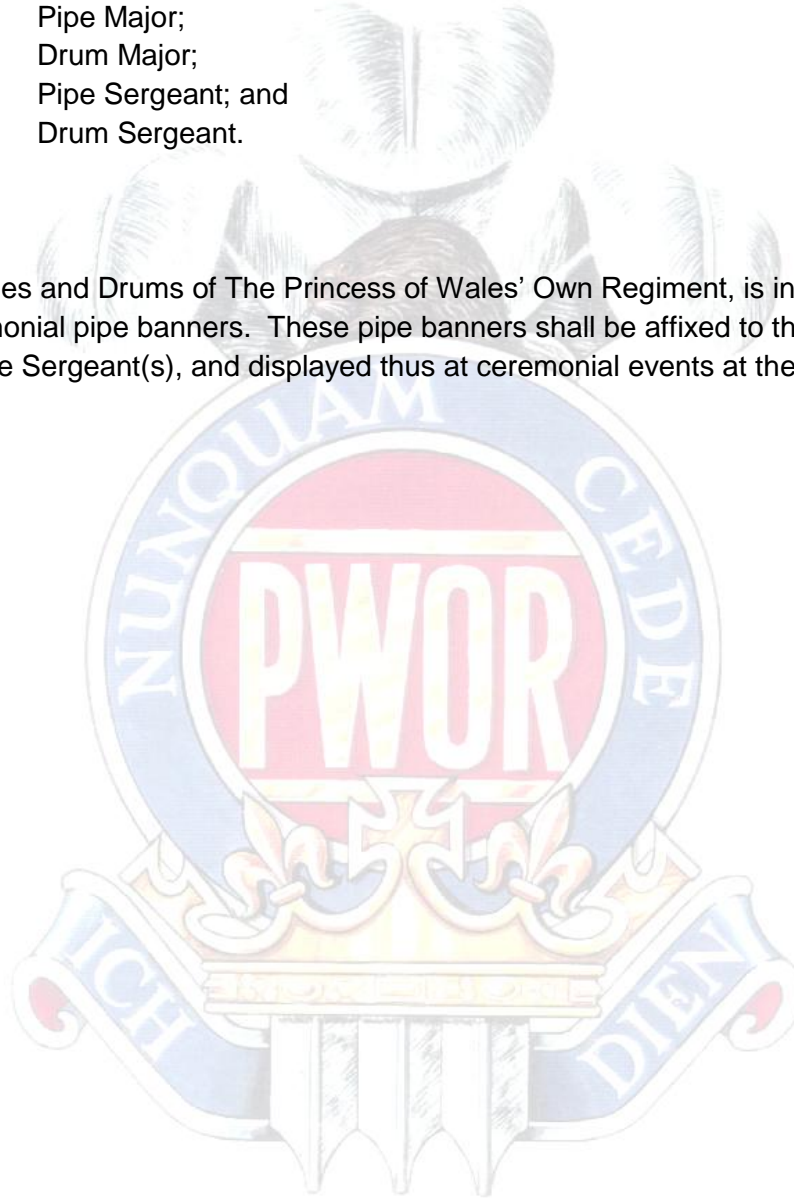 Pipe Major;
Drum Major;
Pipe Sergeant; and
Drum Sergeant.
es and Drums of The Princess of Wales’ Own Regiment, is in
nonial pipe banners. These pipe banners shall be affixed to th
e Sergeant(s), and displayed thus at ceremonial events at the
NUNQUAM CEDE
PWOR
ICH DIEN